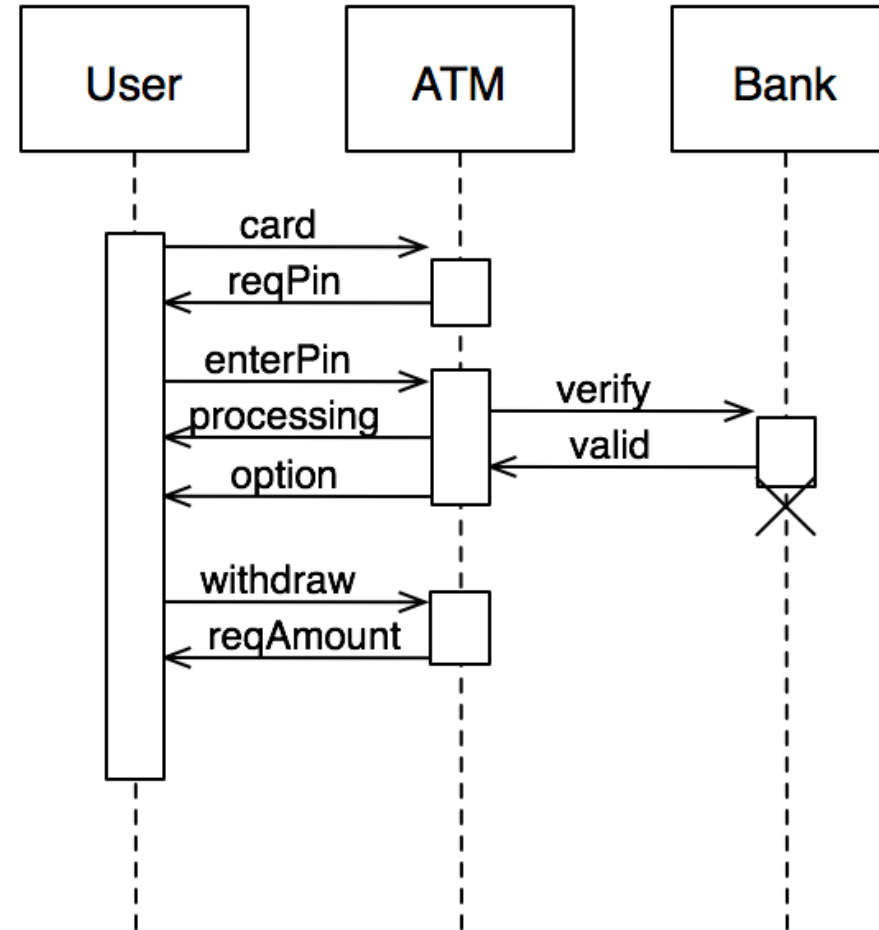 User
ATM
Bank
card
reqPin
enterPin
verify
processing
valid
option
withdraw
reqAmount